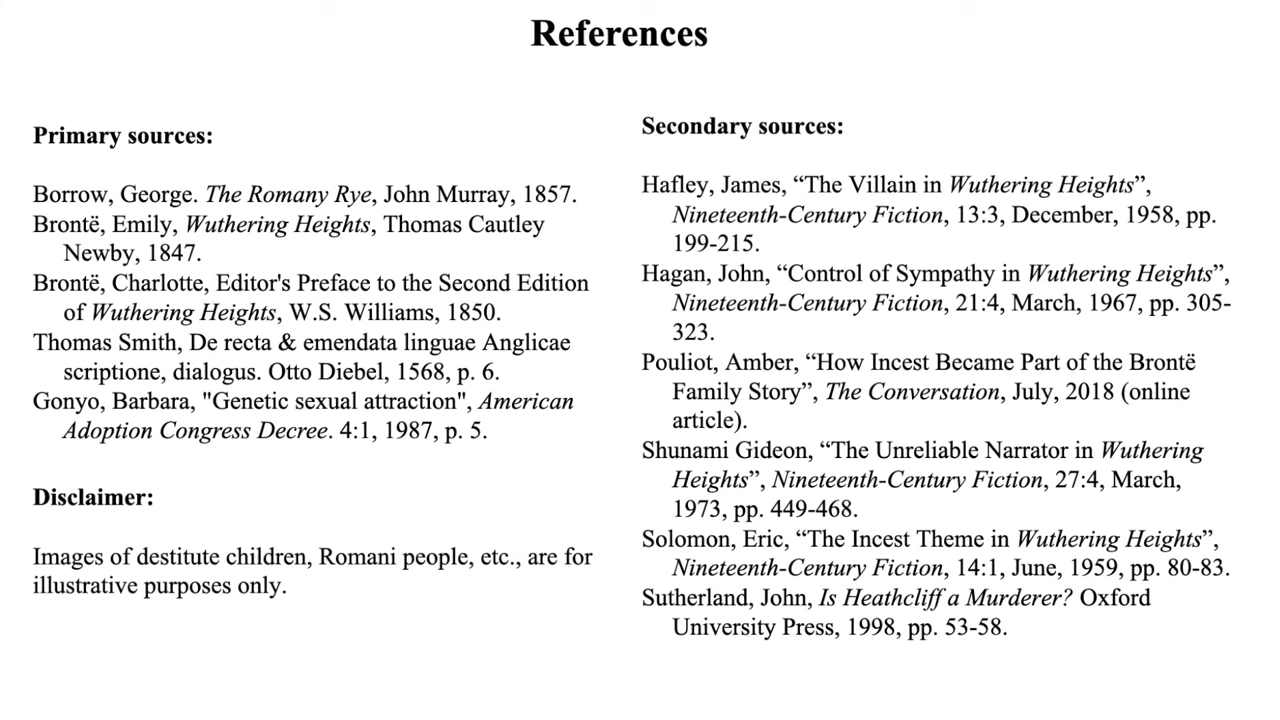 References
Primary sources:
Borrow, George. The Romany Rye, John Murray, 1857.
Brontë, Emily, Wuthering Heights, Thomas Cautley
Newby, 1847.
Brontë, Charlotte, Editor's Preface to the Second Edition
of Wuthering Heights, W.S. Williams, 1850.
Thomas Smith, De recta & emendata linguae Anglicae
scriptione, dialogus. Otto Diebel, 1568, p. 6.
Gonyo, Barbara, "Genetic sexual attraction", American
Adoption Congress Decree. 4:1, 1987, p. 5.
Disclaimer:
Images of destitute children, Romani people, etc., are for
illustrative purposes only.
Secondary sources:
Hafley, James, “The Villain in Wuthering Heights”,
Nineteenth-Century Fiction, 13:3, December, 1958, pp.
199-215.
Hagan, John, “Control of Sympathy in Wuthering Heights”,
Nineteenth-Century Fiction, 21:4, March, 1967, pp. 305-
323.
Pouliot, Amber, “How Incest Became Part of the Brontë
Family Story”, The Conversation, July, 2018 (online
article).
Shunami Gideon, “The Unreliable Narrator in Wuthering
Heights”, Nineteenth-Century Fiction, 27:4, March,
1973, pp. 449-468.
Solomon, Eric, “The Incest Theme in Wuthering Heights”,
Nineteenth-Century Fiction, 14:1, June, 1959, pp. 80-83.
Sutherland, John, Is Heathcliff a Murderer? Oxford
University Press, 1998, pp. 53-58.